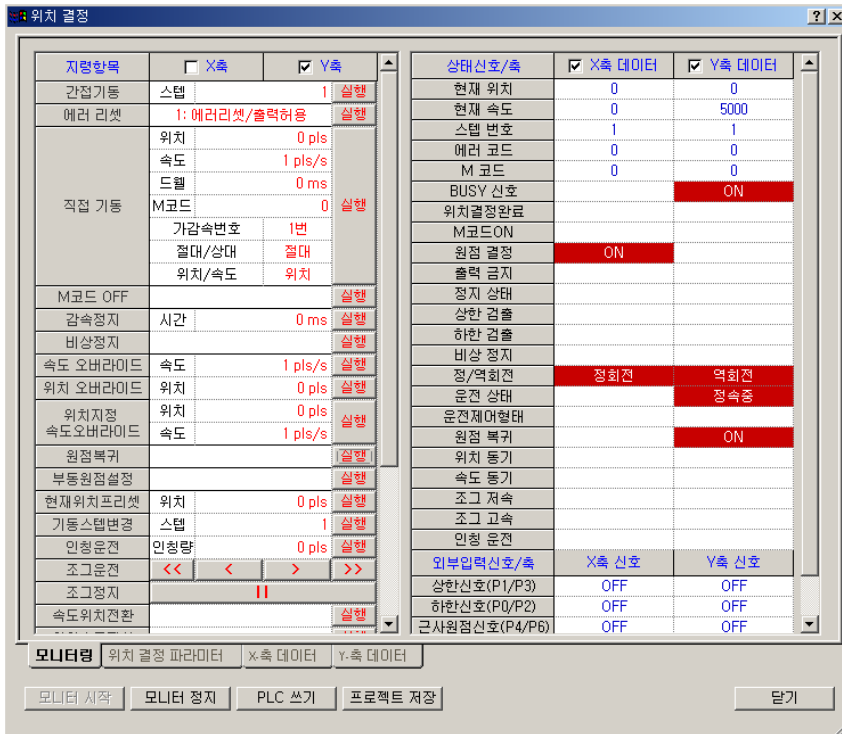 위치 결정
지령항목 X축 Y축
간접기동 스텝 1 실행
에러 리셋 1: 에러리셋/출력허용 실행
직접 기동 위치 0 pls 실행
속도 1 pls/s
드웰 0 ms
M코드 0
가감속번호 1번
절대/상대 절대
위치/속도 위치
M코드 OFF 실행
감속정지 시간 0 ms 실행
비상정지 실행
속도 오버라이드 속도 1 pls/s 실행
위치 오버라이드 위치 0 pls 실행
위치지정 속도오버라이드 위치 0 pls 실행
속도 1 pls/s
원점복귀 실행
부동원점설정 실행
현재위치프리셋 위치 0 pls 실행
기동스텝변경 스텝 1 실행
인칭운전 인칭량 0 pls 실행
조그운전 << < > >>
조그정지 II
속도위치전환 실행
상태신호/축 X축 데이터 Y축 데이터
현재 위치 0 0
현재 속도 0 5000
스텝 번호 1 1
에러 코드 0 0
M 코드 0 0
BUSY 신호 ON
위치결정완료
M코드ON
원점 결정 ON
출력 금지
정지 상태
상한 검출
하한 검출
비상 정지
정/역회전 정회전 역회전
운전 상태 정속중
운전제어형태
원점 복귀 ON
위치 동기
속도 동기
조그 저속
조그 고속
인칭 운전
외부입력신호/축 X축 신호 Y축 신호
상한신호(P1/P3) OFF OFF
하한신호(P0/P2) OFF OFF
근사원점신호(P4/P6) OFF OFF
모니터링 위치 결정 파라미터 X-축 데이터 Y-축 데이터
모니터 시작 모니터 정지 PLC 쓰기 프로젝트 저장 닫기